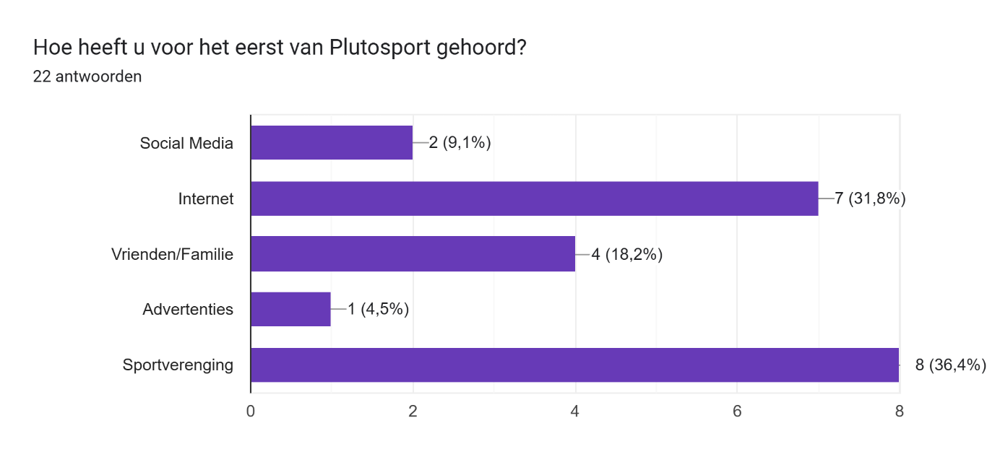 Hoe heeft u voor het eerst van Plutosport gehoord?
22 antwoorden
Social Media 2 (9,1%)
Internet 7 (31,8%)
Vrienden/Familie 4 (18,2%)
Advertenties 1 (4,5%)
Sportverenging 8 (36,4%)
0 2 4 6 8